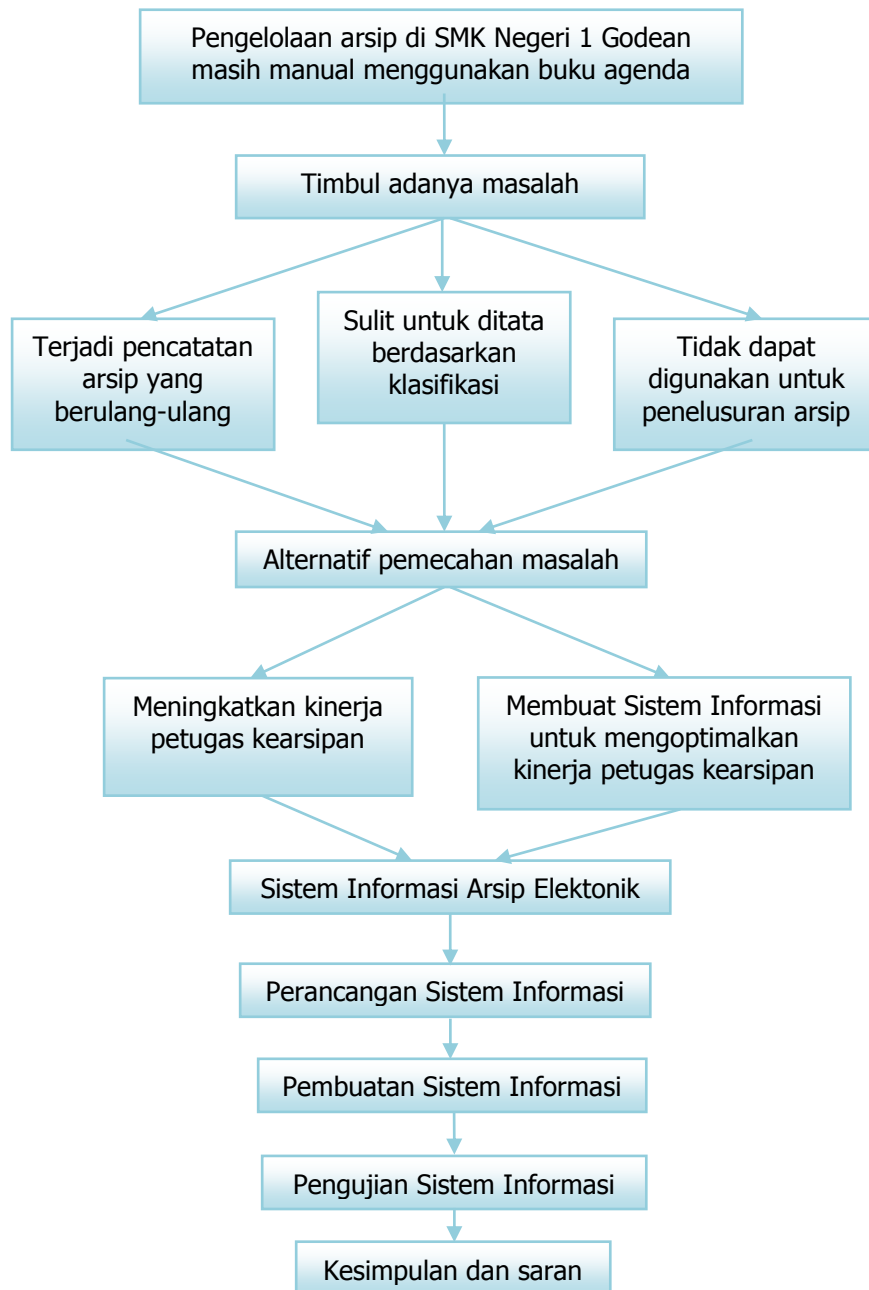 Pengelolaan arsip di SMK Negeri 1 Godean
masih manual menggunakan buku agenda
Timbul adanya masalah
Terjadi pencatatan
arsip yang
berulang-ulang
Sulit untuk ditata
berdasarkan
klasifikasi
Tidak dapat
digunakan untuk
penelusuran arsip
Alternatif pemecahan masalah
Meningkatkan kinerja
petugas kearsipan
Membuat Sistem Informasi
untuk mengoptimalkan
kinerja petugas kearsipan
Sistem Informasi Arsip Elektonik
Perancangan Sistem Informasi
Pembuatan Sistem Informasi
Pengujian Sistem Informasi
Kesimpulan dan saran